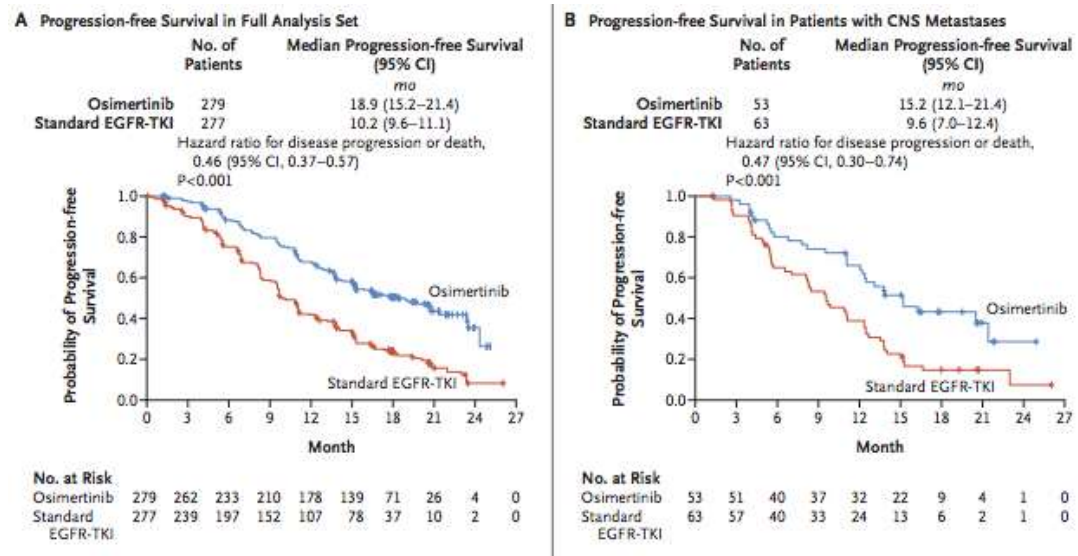 A Progression-free Survival in Full Analysis Set
No. of Patients
Median Progression-free Survival (95% CI)
mo
Osimertinib 279 18.9 (15.2–21.4)
Standard EGFR-TKI 277 10.2 (9.6–11.1)
Hazard ratio for disease progression or death,
0.46 (95% CI, 0.37–0.57)
P<0.001
Probability of Progression-free
Survival
1.0
0.8
0.6
0.4
0.2
0.0
Osimertinib
Standard EGFR-TKI
0 3 6 9 12 15 18 21 24 27
Month
No. at Risk
Osimertinib 279 262 233 210 178 139 71 26 4 0
Standard 277 239 197 152 107 78 37 10 2 0
EGFR-TKI
B Progression-free Survival in Patients with CNS Metastases
No. of Patients
Median Progression-free Survival (95% CI)
mo
Osimertinib 53 15.2 (12.1–21.4)
Standard EGFR-TKI 63 9.6 (7.0–12.4)
Hazard ratio for disease progression or death,
0.47 (95% CI, 0.30–0.74)
P<0.001
Probability of Progression-free
Survival
1.0
0.8
0.6
0.4
0.2
0.0
Osimertinib
Standard EGFR-TKI
0 3 6 9 12 15 18 21 24 27
Month
No. at Risk
Osimertinib 53 51 40 37 32 22 9 4 1 0
Standard 63 57 40 33 24 13 6 2 1 0
EGFR-TKI